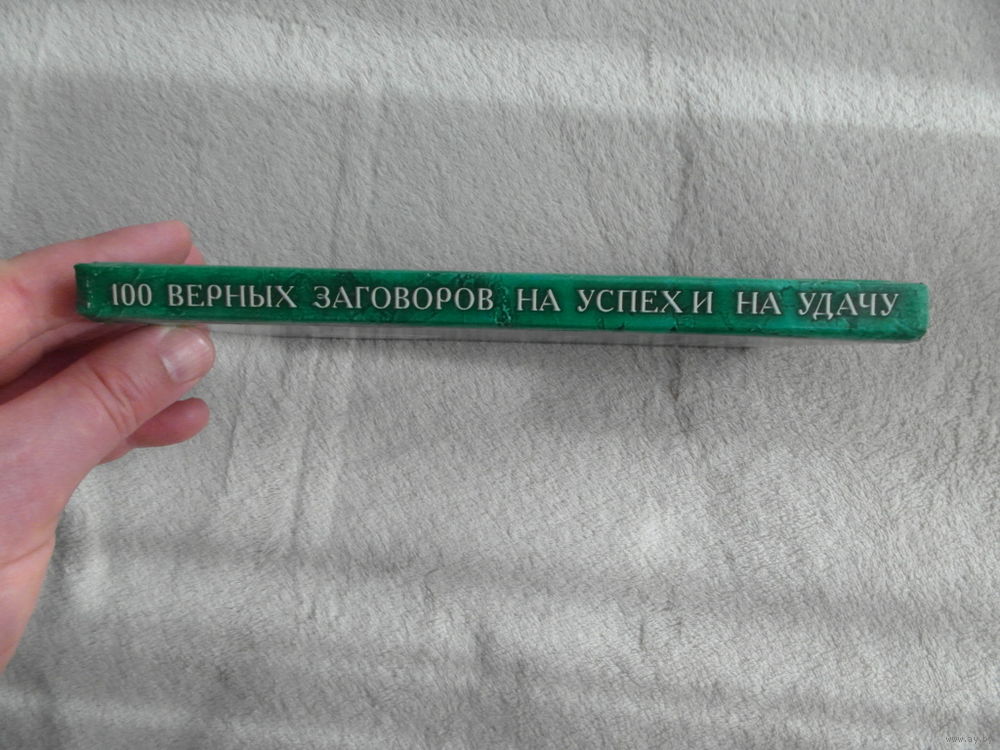 100 ВЕРНЫХ ЗАГОВОРОВ НА УСПЕХ И НА УДАЧУ